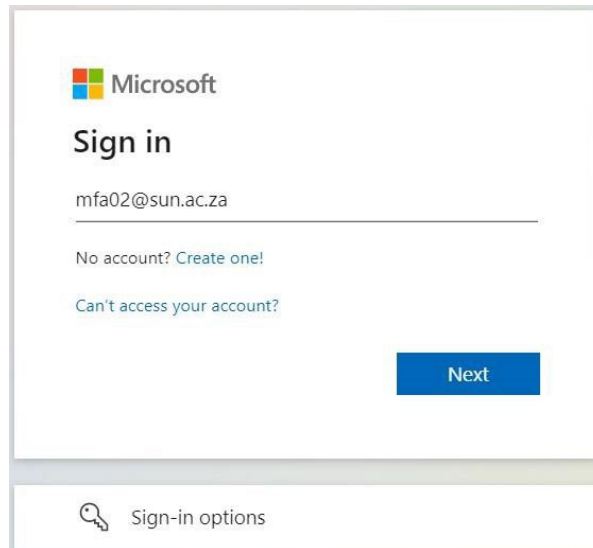 Microsoft
Sign in
mfa02@sun.ac.za
No account? Create one!
Can't access your account?
Next
Sign-in options